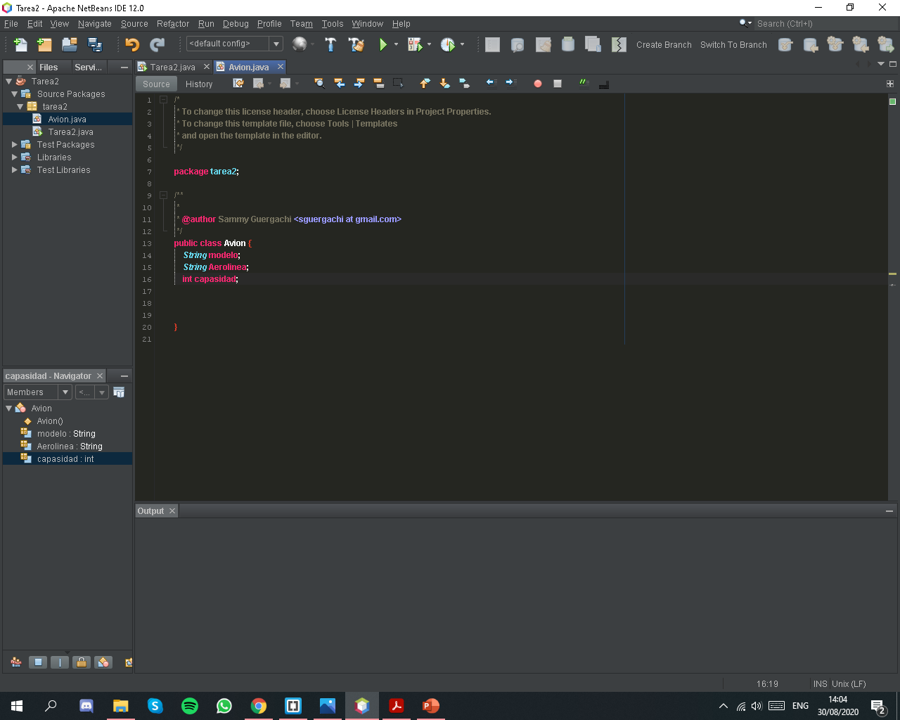 Tarea2 - Apache NetBeans IDE 12.0
File Edit View Navigate Source Refactor Run Debug Profile Team Tools Window Help
Search (Ctrl+I)
<default config>
Create Branch Switch To Branch
Files Servi...
Tarea2.java
Avion.java
Source History
Tarea2
Source Packages
tarea2
Avion.java
Tarea2.java
Test Packages
Libraries
Test Libraries
1 /*
2 * To change this license header, choose License Headers in Project Properties.
3 * To change this template file, choose Tools | Templates
4 * and open the template in the editor.
5 */
6
7 package tarea2;
8
9 /**
10 *
11 * @author Sammy Guergachi <sguergachi at gmail.com>
12 */
13 public class Avion {
14 String modelo;
15 String Aerolinea;
16 int capasidad;
17
18
19
20 }
21
capasidad - Navigator
Members
<...
Avion
Avion()
modelo : String
Aerolinea : String
capasidad : int
Output
16:19 INS Unix (LF)
ENG
14:04
30/08/2020
2